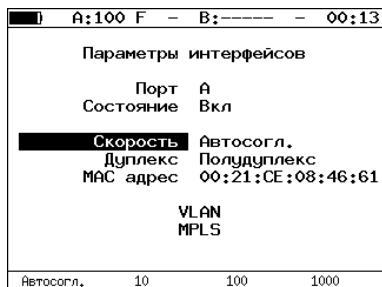 A:100 F – B:----- – 00:13
Параметры интерфейсов
Порт A
Состояние Вкл
Скорость Автосогл.
Дуплекс Полудуплекс
MAC адрес 00:21:CE:08:46:61
VLAN
MPLS
Автосогл. 10 100 1000